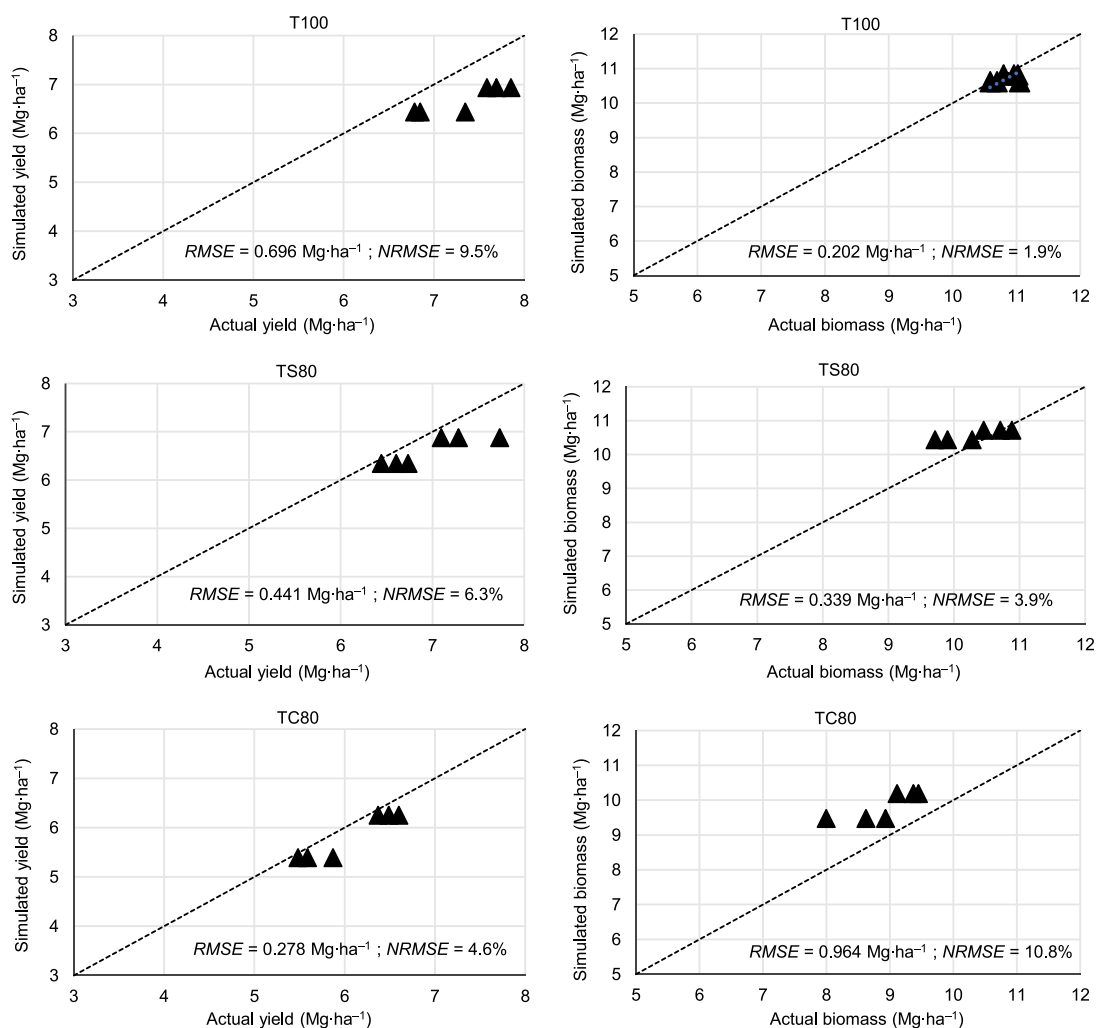 T100
8
7
6
5
4
3
Simulated yield (Mg·ha⁻¹)
RMSE = 0.696 Mg·ha⁻¹ ; NRMSE = 9.5%
3 4 5 6 7 8
Actual yield (Mg·ha⁻¹)
T100
12
11
10
9
8
7
6
5
Simulated biomass (Mg·ha⁻¹)
RMSE = 0.202 Mg·ha⁻¹ ; NRMSE = 1.9%
5 6 7 8 9 10 11 12
Actual biomass (Mg·ha⁻¹)
TS80
8
7
6
5
4
3
Simulated yield (Mg·ha⁻¹)
RMSE = 0.441 Mg·ha⁻¹ ; NRMSE = 6.3%
3 4 5 6 7 8
Actual yield (Mg·ha⁻¹)
TS80
12
11
10
9
8
7
6
5
Simulated biomass (Mg·ha⁻¹)
RMSE = 0.339 Mg·ha⁻¹ ; NRMSE = 3.9%
5 6 7 8 9 10 11 12
Actual biomass (Mg·ha⁻¹)
TC80
8
7
6
5
4
3
Simulated yield (Mg·ha⁻¹)
RMSE = 0.278 Mg·ha⁻¹ ; NRMSE = 4.6%
3 4 5 6 7 8
Actual yield (Mg·ha⁻¹)
TC80
12
11
10
9
8
7
6
5
Simulated biomass (Mg·ha⁻¹)
RMSE = 0.964 Mg·ha⁻¹ ; NRMSE = 10.8%
5 6 7 8 9 10 11 12
Actual biomass (Mg·ha⁻¹)